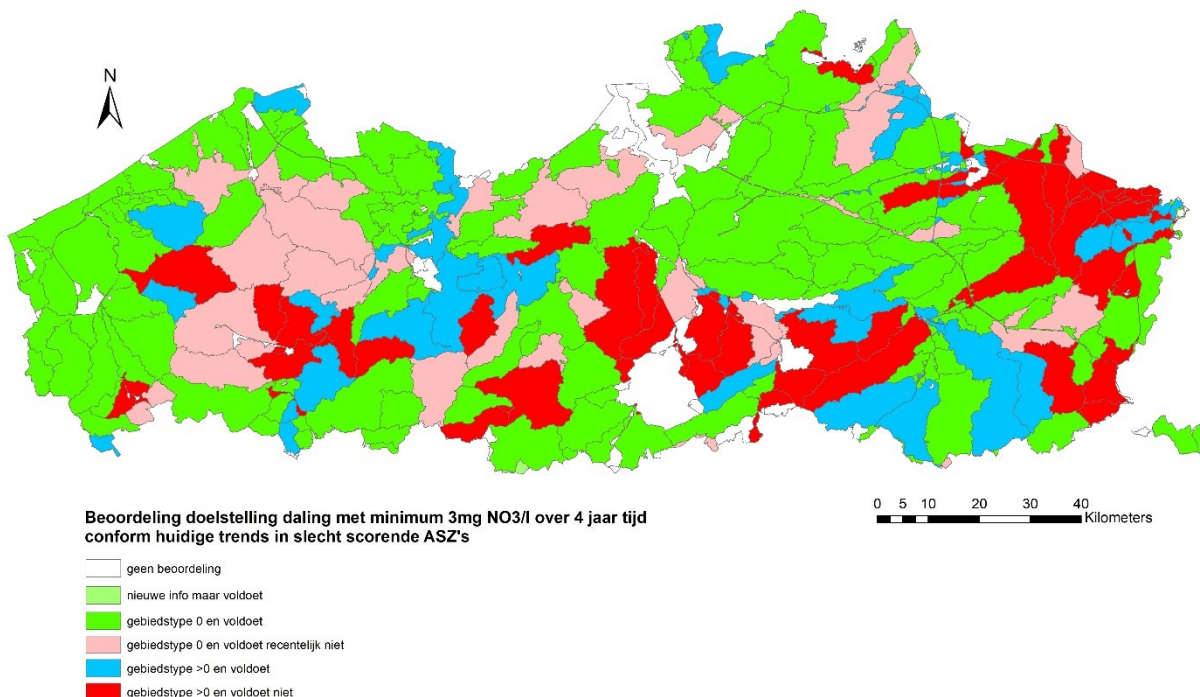 N
Beoordeling doelstelling daling met minimum 3mg NO3/l over 4 jaar tijd
conform huidige trends in slecht scorende ASZ's
geen beoordeling
nieuwe info maar voldoet
gebiedstype 0 en voldoet
gebiedstype 0 en voldoet recentelijk niet
gebiedstype >0 en voldoet
gebiedstype >0 en voldoet niet
0 5 10 20 30 40
Kilometers